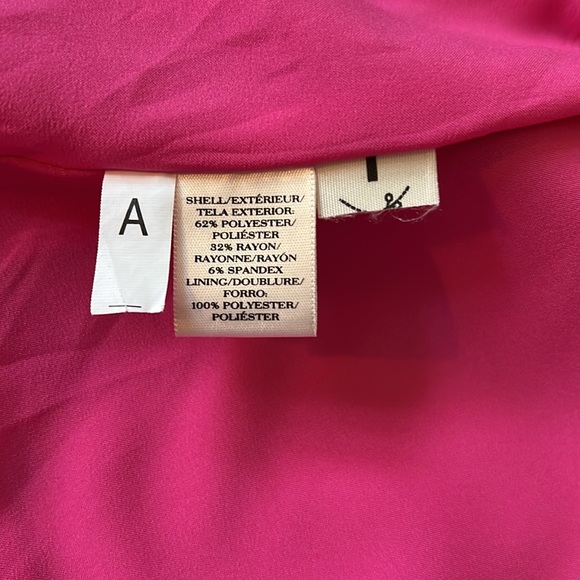 A
SHELL/EXTÉRIEUR/
TELA EXTERIOR:
62% POLYESTER/
POLIÉSTER
32% RAYON/
RAYONNE/RAYÓN
6% SPANDEX
LINING/DOUBLURE/
FORRO:
100% POLYESTER/
POLIÉSTER